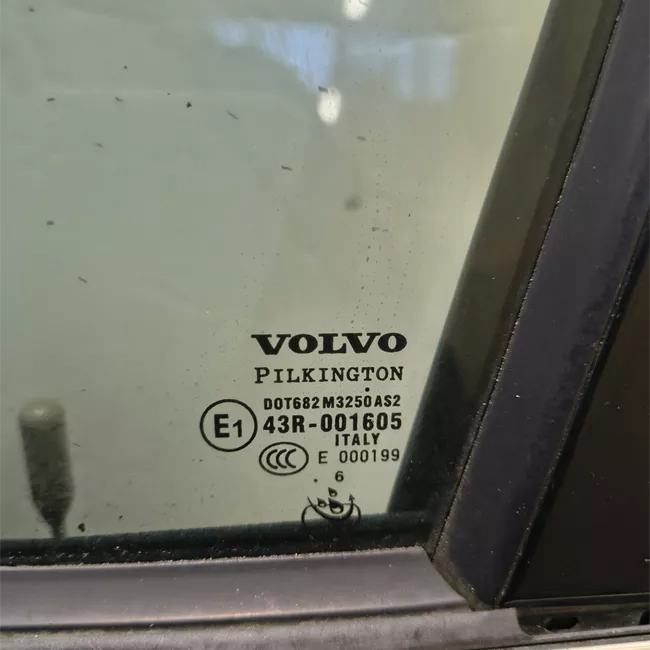 VOLVO
PILKINGTON
DOT682 M3250 AS2
E1 43R-001605
ITALY
CCC E 000199
. 6